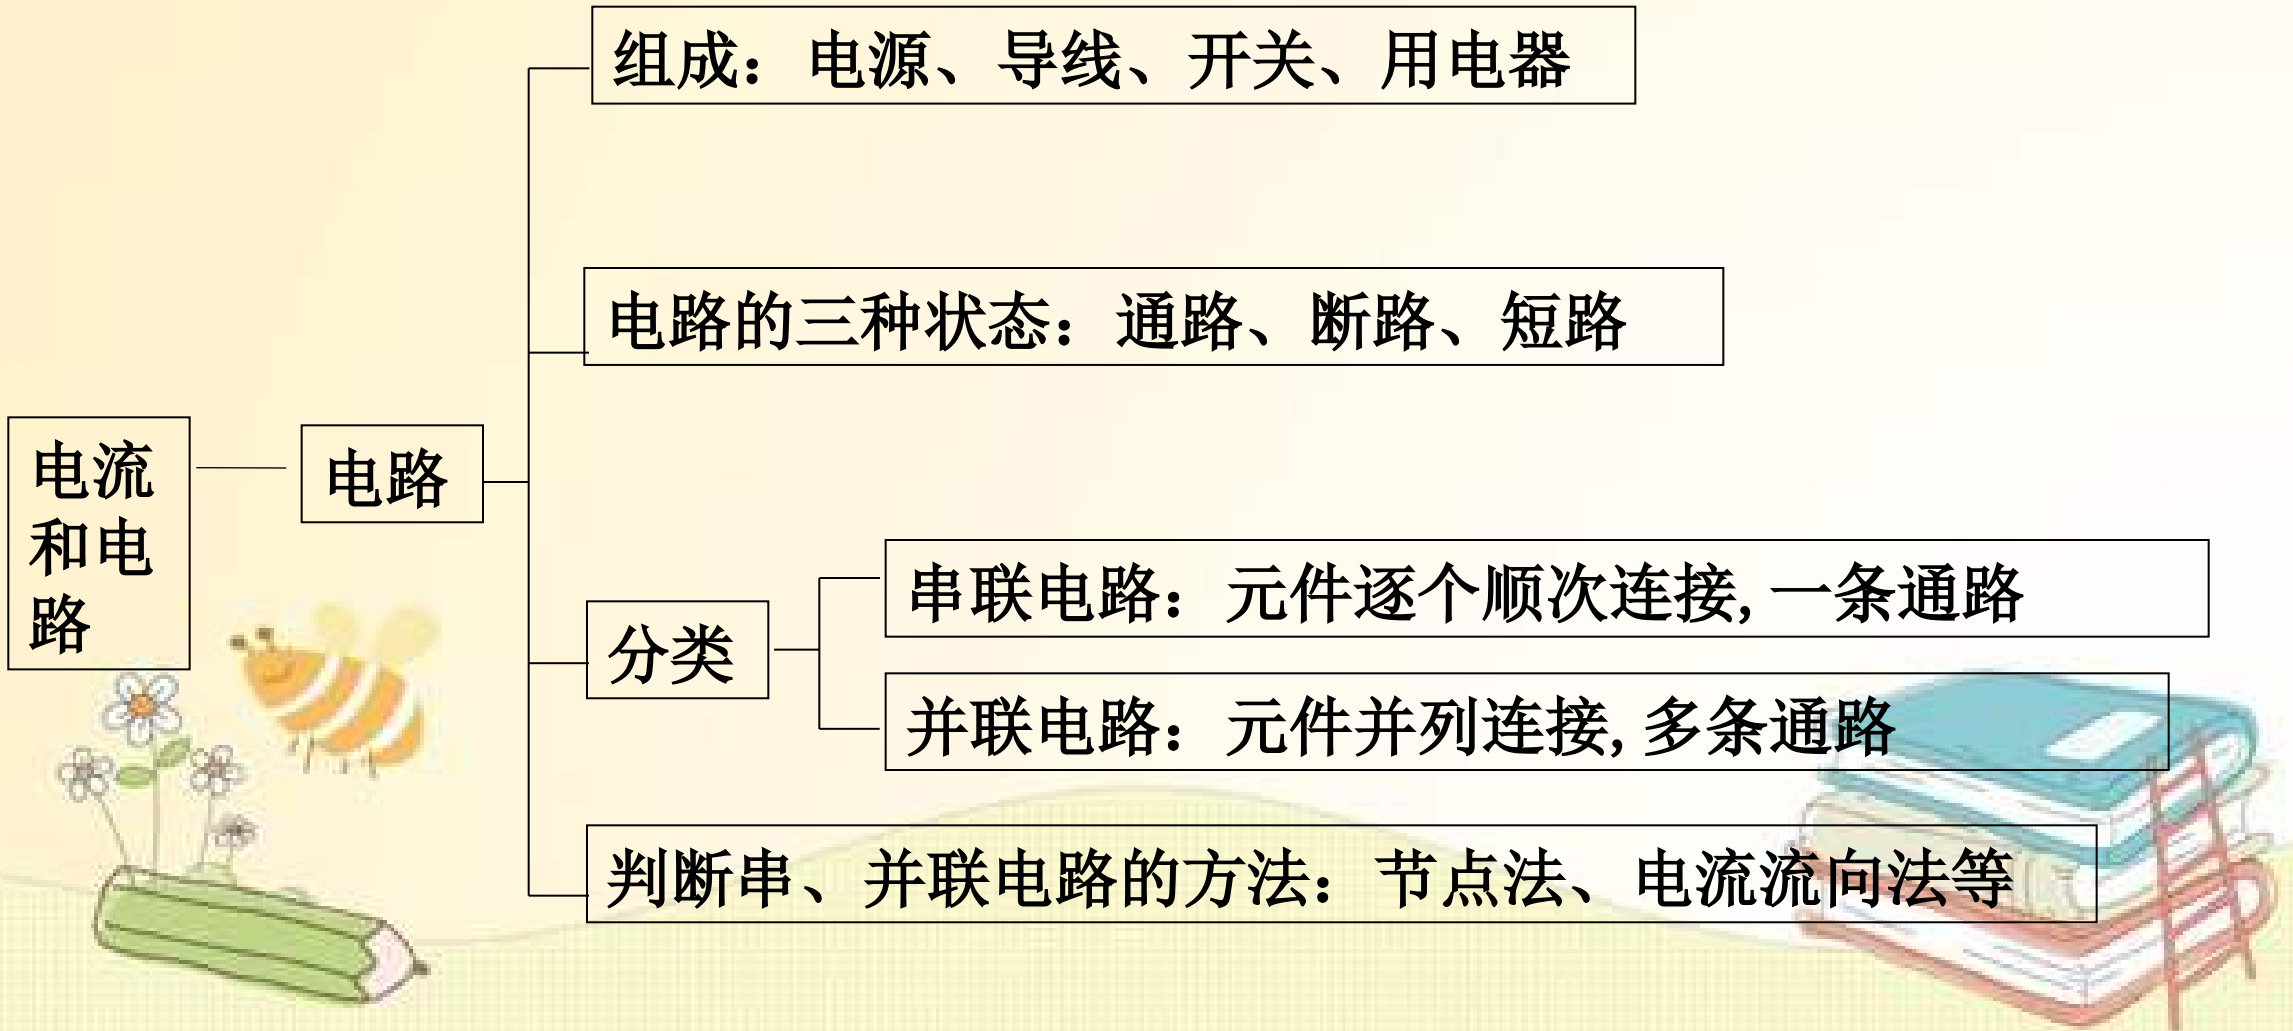 组成：电源、导线、开关、用电器
电路的三种状态：通路、断路、短路
电流
和电
路
电路
分类
串联电路：元件逐个顺次连接,一条通路
并联电路：元件并列连接,多条通路
判断串、并联电路的方法：节点法、电流流向法等